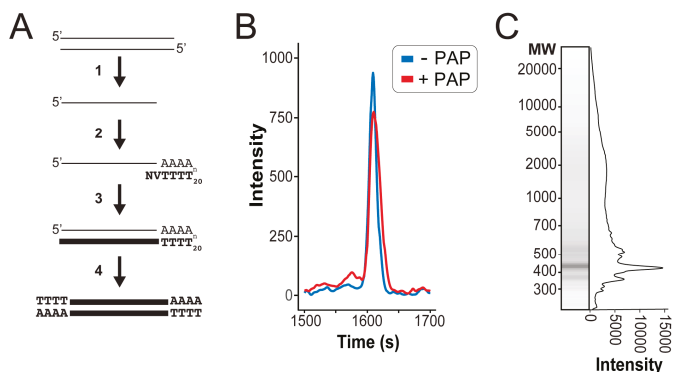 A
5'
5'
1
5'
2
5'
AAAA n
NVTTTT 20
3
5'
AAAA n
TTTT 20
4
TTTT AAAA
AAAA TTTT
B
- PAP
+ PAP
Intensity
1000
750
500
250
0
1500 1600 1700
Time (s)
C
MW
20000
10000
5000
2000
1000
700
500
400
300
0 5000 10000 15000
Intensity